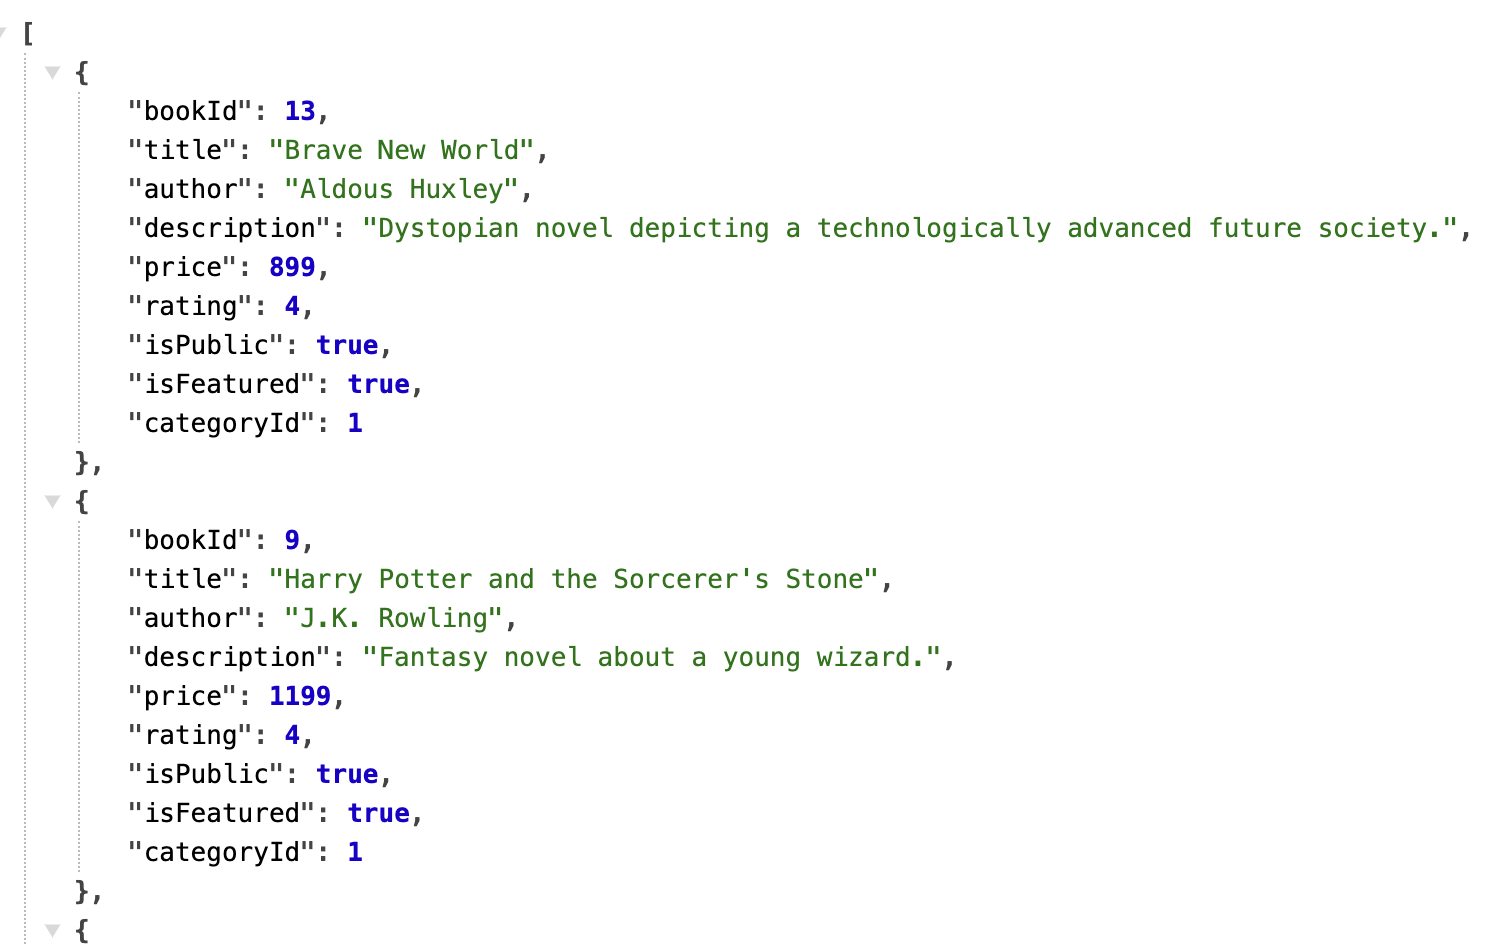 [
{
"bookId": 13,
"title": "Brave New World",
"author": "Aldous Huxley",
"description": "Dystopian novel depicting a technologically advanced future society.",
"price": 899,
"rating": 4,
"isPublic": true,
"isFeatured": true,
"categoryId": 1
},
{
"bookId": 9,
"title": "Harry Potter and the Sorcerer's Stone",
"author": "J.K. Rowling",
"description": "Fantasy novel about a young wizard.",
"price": 1199,
"rating": 4,
"isPublic": true,
"isFeatured": true,
"categoryId": 1
},
{